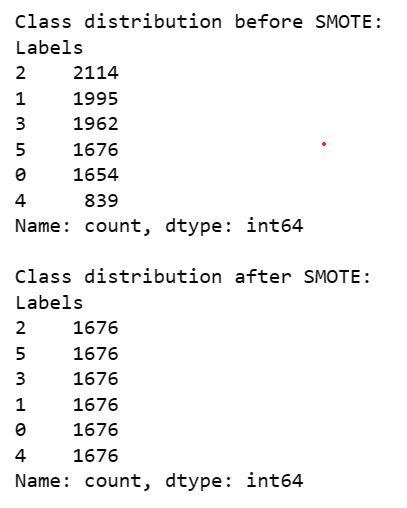 Class distribution before SMOTE:
Labels
2    2114
1    1995
3    1962
5    1676
0    1654
4     839
Name: count, dtype: int64

Class distribution after SMOTE:
Labels
2    1676
5    1676
3    1676
1    1676
0    1676
4    1676
Name: count, dtype: int64